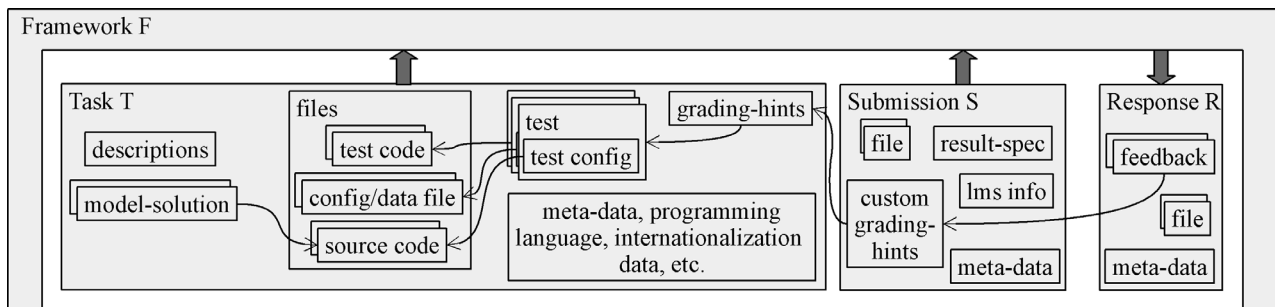 Framework F
Task T
descriptions
model-solution
files
test code
config/data file
source code
test
test config
grading-hints
meta-data, programming
language, internationalization
data, etc.
Submission S
file
result-spec
lms info
custom
grading-
hints
meta-data
Response R
feedback
file
meta-data